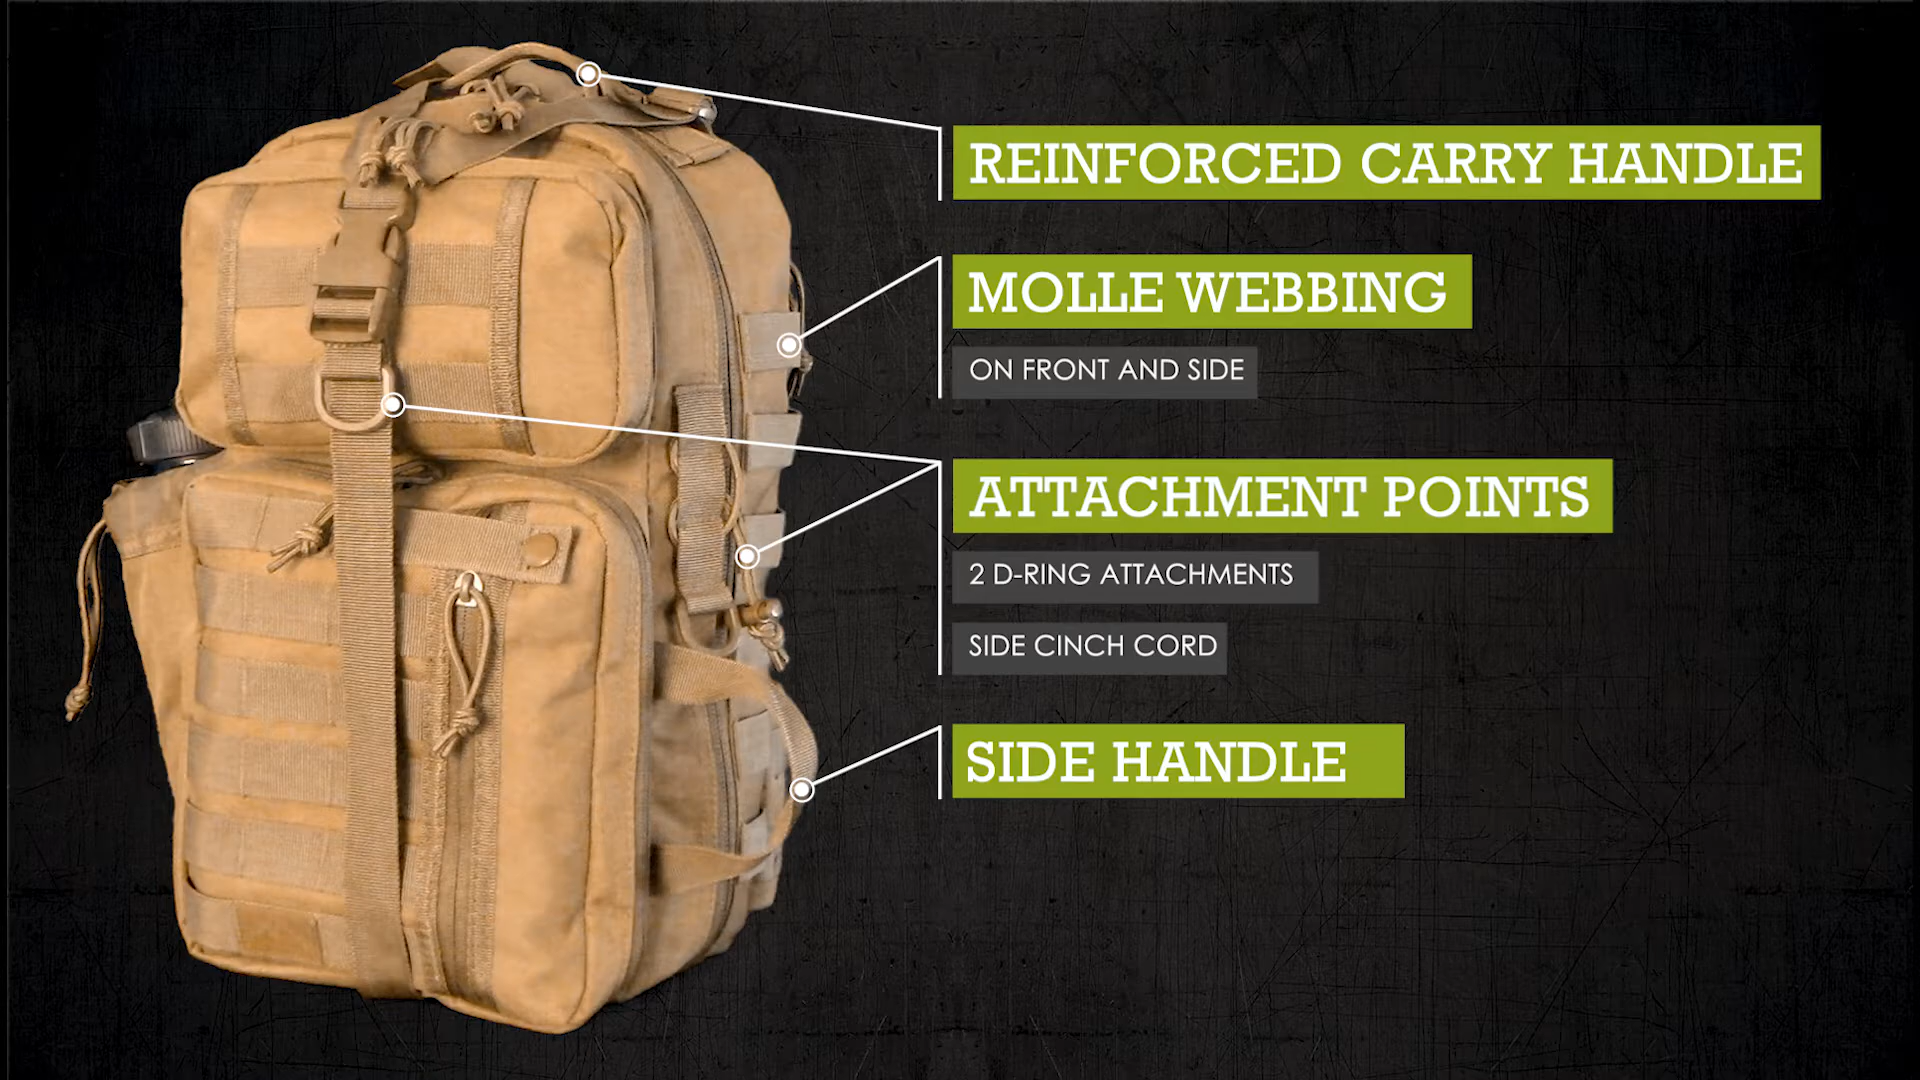 REINFORCED CARRY HANDLE
MOLLE WEBBING
ON FRONT AND SIDE
ATTACHMENT POINTS
2 D-RING ATTACHMENTS
SIDE CINCH CORD
SIDE HANDLE